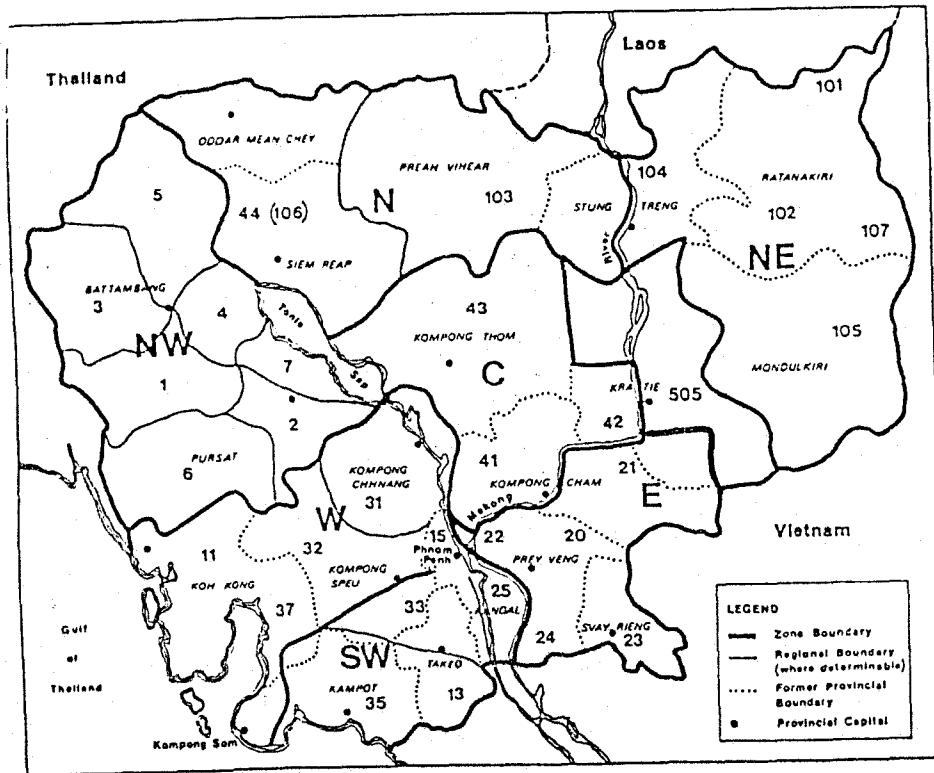 Laos
Thailand
101
ODDAR MEAN CHEY
PREAH VIHEAR
104
RATANAKIRI
5
N
103
STUNG TRENG
44 (106)
102
107
River
NE
SIEM REAP
BATTAMBANG
3
4
Tonle
43
KOMPONG THOM
105
NW
7
Sap
C
MONDULKIRI
1
KRATIE
505
2
42
PURSAT
6
KOMPONG
CHHNANG
31
41
KOMPONG CHAM
21
Mekong
E
W
Vietnam
11
32
15
22
20
Phnom
Penh
PREY VENG
KOH KONG
KOMPONG
SPEU
25
37
33
KANDAL
SVAY RIENG
24
23
SW
TAKEO
Gulf
of
Thailand
KAMPOT
35
13
Kompong Som
LEGEND
Zone Boundary
Regional Boundary
(where determinable)
Former Provincial
Boundary
Provincial Capital